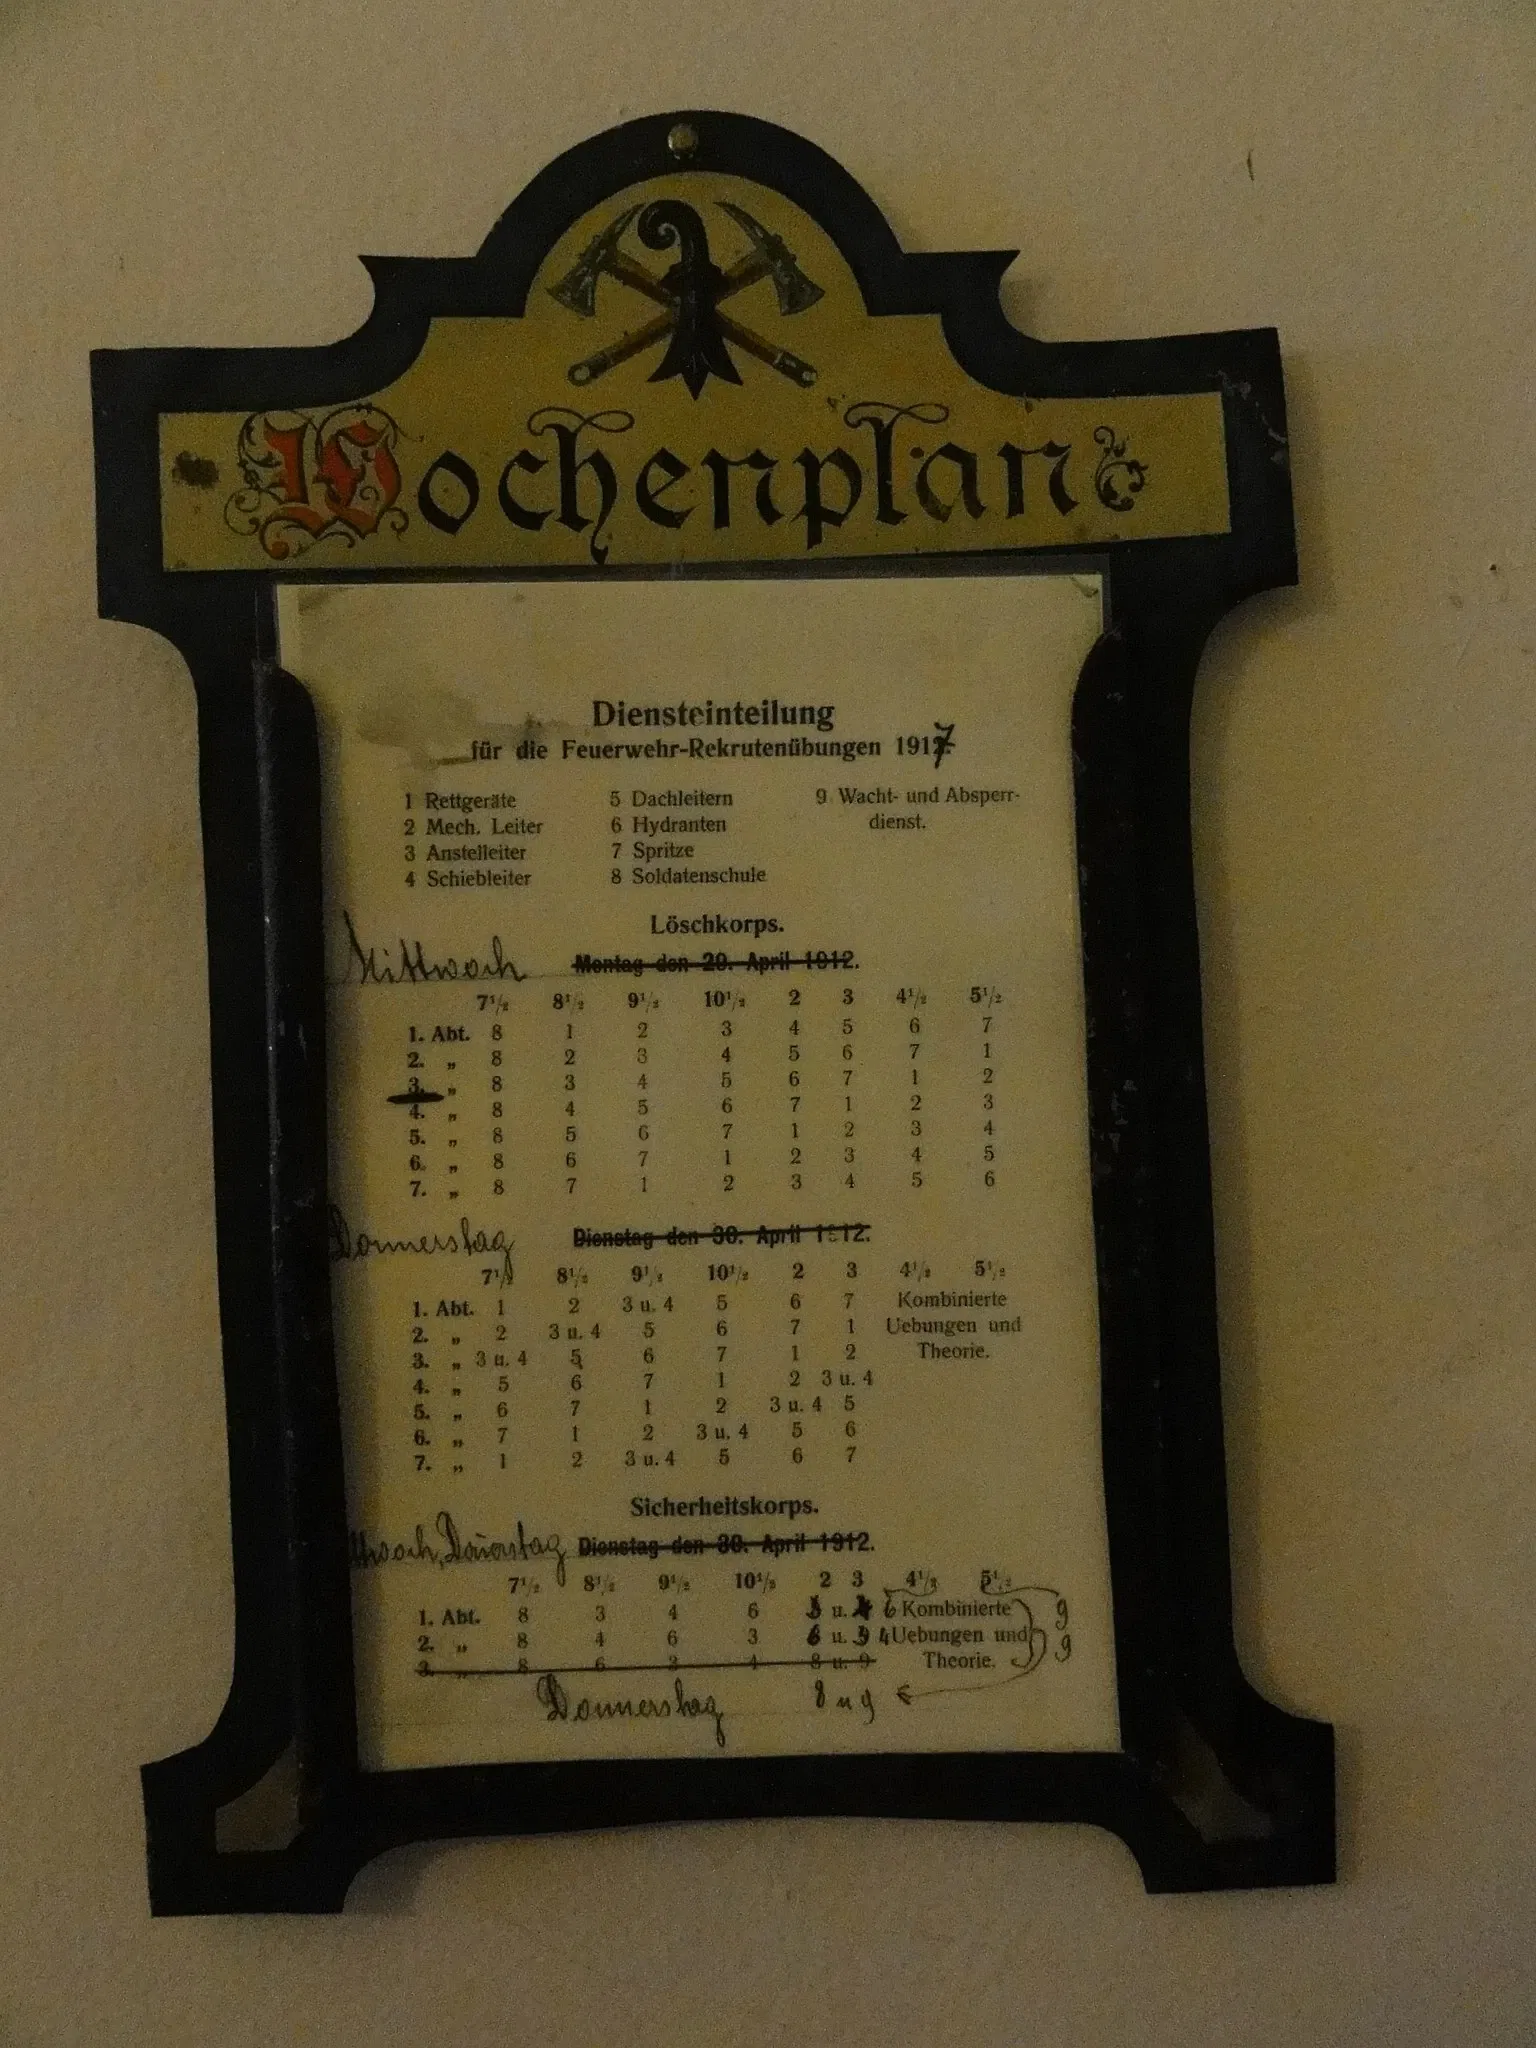 Wochenplan
Diensteinteilung
für die Feuerwehr-Rekrutenübungen 1917
1 Rettgeräte 5 Dachleitern 9 Wacht- und Absperr-
2 Mech. Leiter 6 Hydranten dienst.
3 Anstelleiter 7 Spritze
4 Schiebleiter 8 Soldatenschule
Löschkorps.
Mittwoch Montag den 29. April 1912.
7½ 8½ 9½ 10½ 2 3 4½ 5½
1. Abt. 8 1 2 3 4 5 6 7
2. „ 8 2 3 4 5 6 7 1
3. „ 8 3 4 5 6 7 1 2
4. „ 8 4 5 6 7 1 2 3
5. „ 8 5 6 7 1 2 3 4
6. „ 8 6 7 1 2 3 4 5
7. „ 8 7 1 2 3 4 5 6
Donnerstag Dienstag den 30. April 1912.
7½ 8½ 9½ 10½ 2 3 4½ 5½
1. Abt. 1 2 3 u. 4 5 6 7 Kombinierte
2. „ 2 3 u. 4 5 6 7 1 Uebungen und
3. „ 3 u. 4 5 6 7 1 2 Theorie.
4. „ 5 6 7 1 2 3 u. 4
5. „ 6 7 1 2 3 u. 4 5
6. „ 7 1 2 3 u. 4 5 6
7. „ 1 2 3 u. 4 5 6 7
Sicherheitskorps.
Dienstag den 30. April 1912.
7½ 8½ 9½ 10½ 2 3 4½ 5½
1. Abt. 8 3 4 6 u. 6 Kombinierte 9
2. „ 8 4 6 3 u. 4 Uebungen und 9
3. „ 8 6 3 4 8 u. 9 Theorie.
Donnerstag 8 u 9